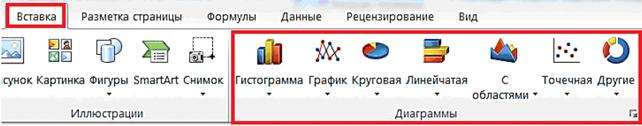 Вставка Разметка страницы Формулы Данные Рецензирование Вид
Картинка Фигуры SmartArt Снимок Гистограмма График Круговая Линейчатая С областями Точечная Другие
Иллюстрации Диаграммы